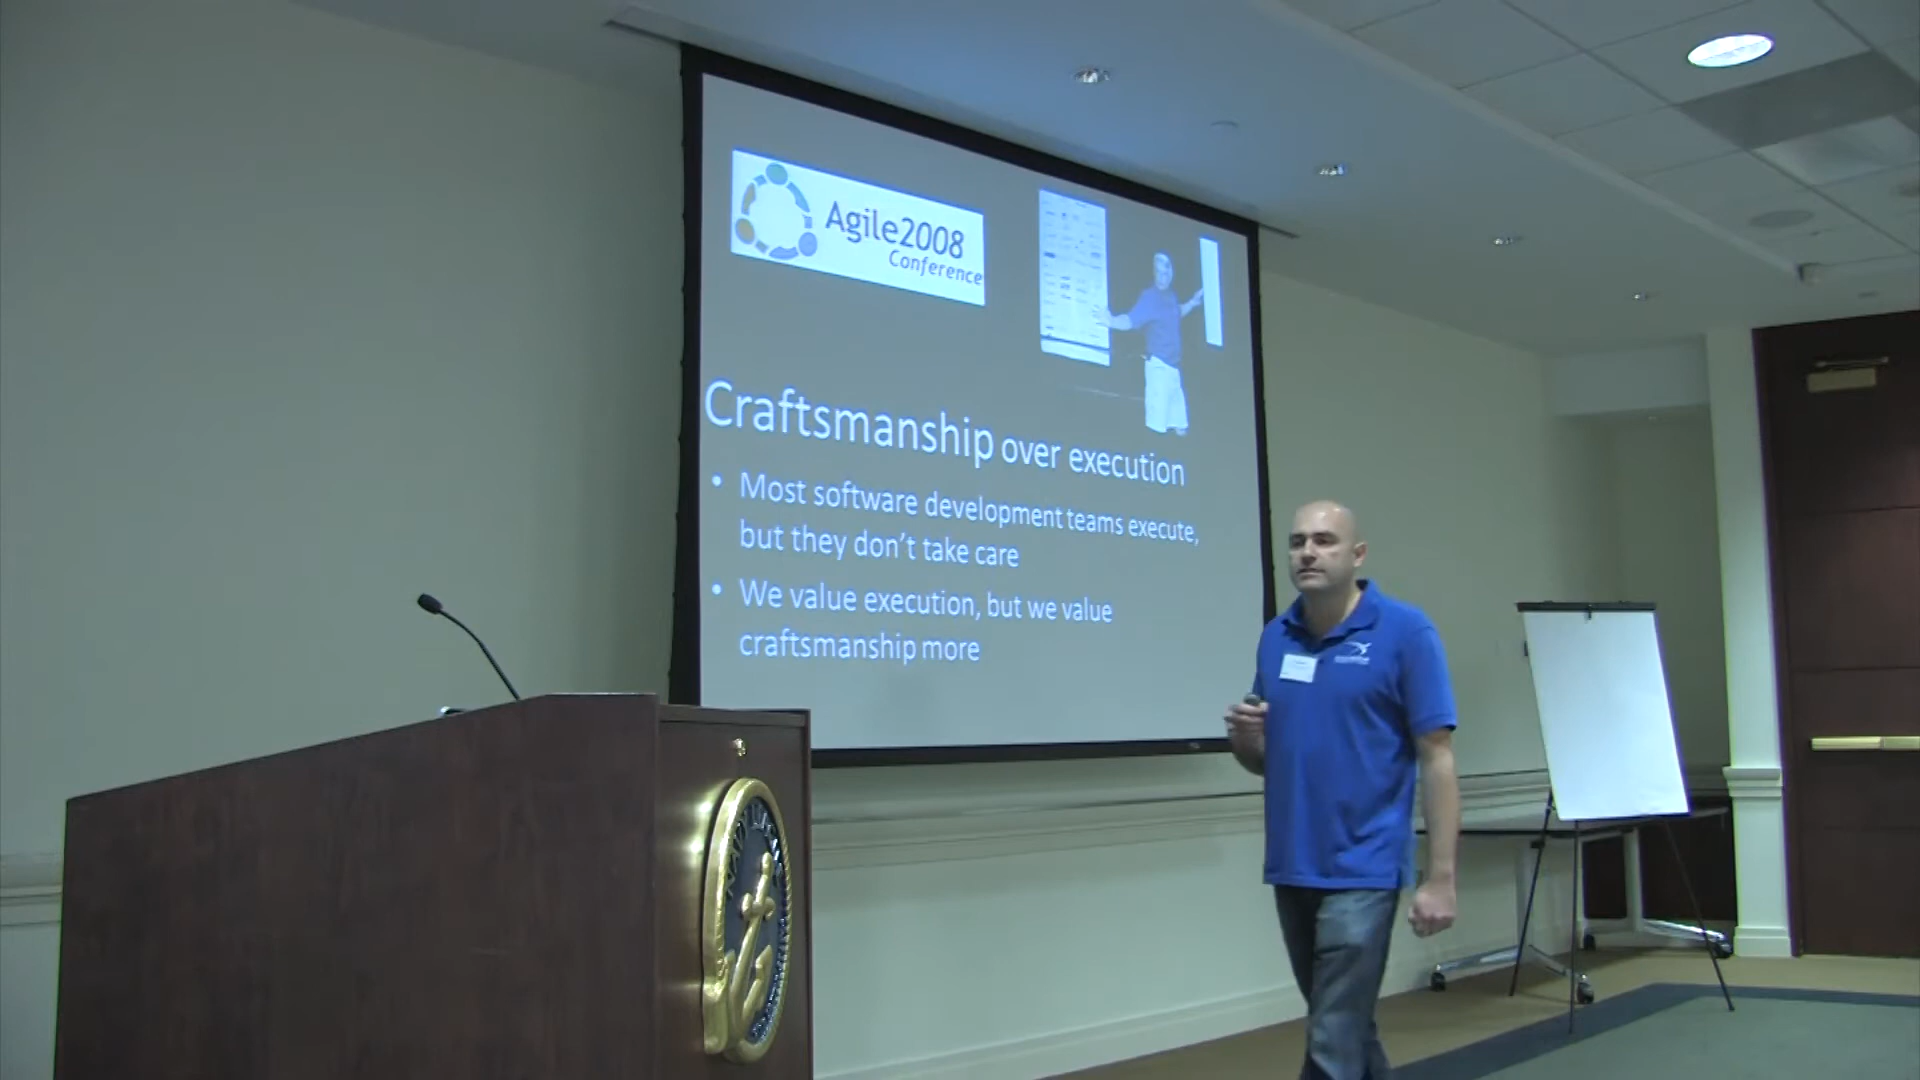 Agile2008
Conference
Craftsmanship over execution
• Most software development teams execute,
but they don't take care
• We value execution, but we value
craftsmanship more